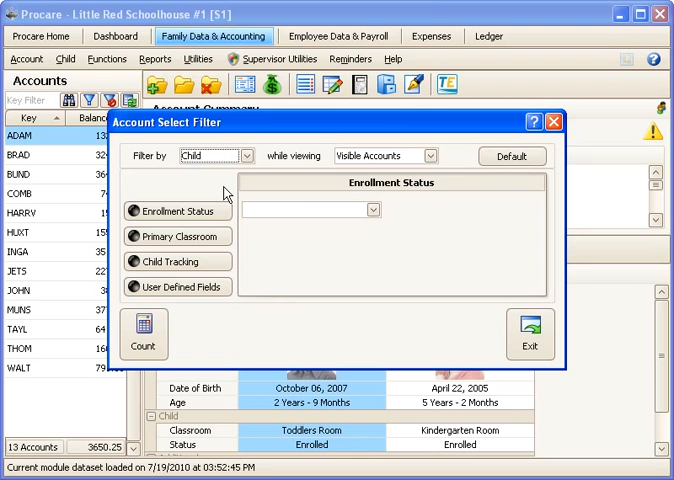 Procare - Little Red Schoolhouse #1 [S1]
Procare Home
Dashboard
Family Data & Accounting
Employee Data & Payroll
Expenses
Ledger
Account
Child
Functions
Reports
Utilities
Supervisor Utilities
Reminders
Help
Accounts
TE
Key Filter
Key
ADAM
BRAD
BUND
COMB
HARRV
HUXT
INGA
JETS
JOHN
MUNS
TAYL
THOM
WALT
13 Accounts
3650.25
Account Select Filter
Filter by
Child
while viewing
Visible Accounts
Default
Enrollment Status
Enrollment Status
Primary Classroom
Child Tracking
User Defined Fields
Count
Exit
Date of Birth
October 06, 2007
April 22, 2005
Age
2 Years - 9 Months
5 Years - 2 Months
Child
Classroom
Toddlers Room
Kindergarten Room
Status
Enrolled
Enrolled
Current module dataset loaded on 7/19/2010 at 03:52:45 PM